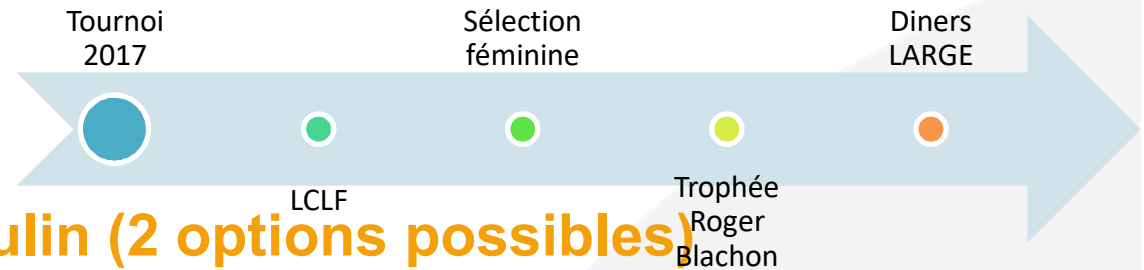 Tournoi
2017
Sélection
féminine
Diners
LARGE
LCLF
Trophée
Roger
Blachon
ulin (2 options possibles)